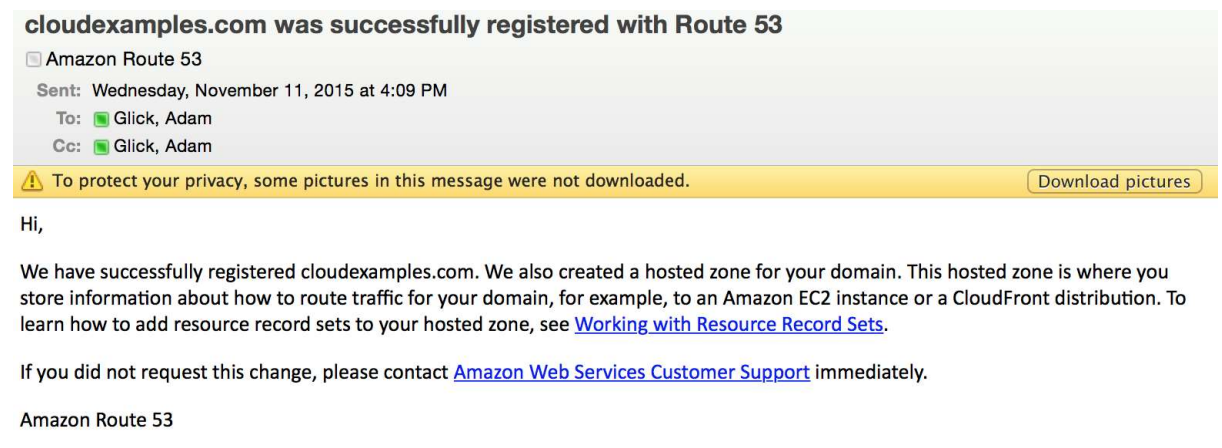 cloudexamples.com was successfully registered with Route 53
Amazon Route 53
Sent: Wednesday, November 11, 2015 at 4:09 PM
To: Glick, Adam
Cc: Glick, Adam
To protect your privacy, some pictures in this message were not downloaded. Download pictures
Hi,
We have successfully registered cloudexamples.com. We also created a hosted zone for your domain. This hosted zone is where you
store information about how to route traffic for your domain, for example, to an Amazon EC2 instance or a CloudFront distribution. To
learn how to add resource record sets to your hosted zone, see Working with Resource Record Sets.
If you did not request this change, please contact Amazon Web Services Customer Support immediately.
Amazon Route 53